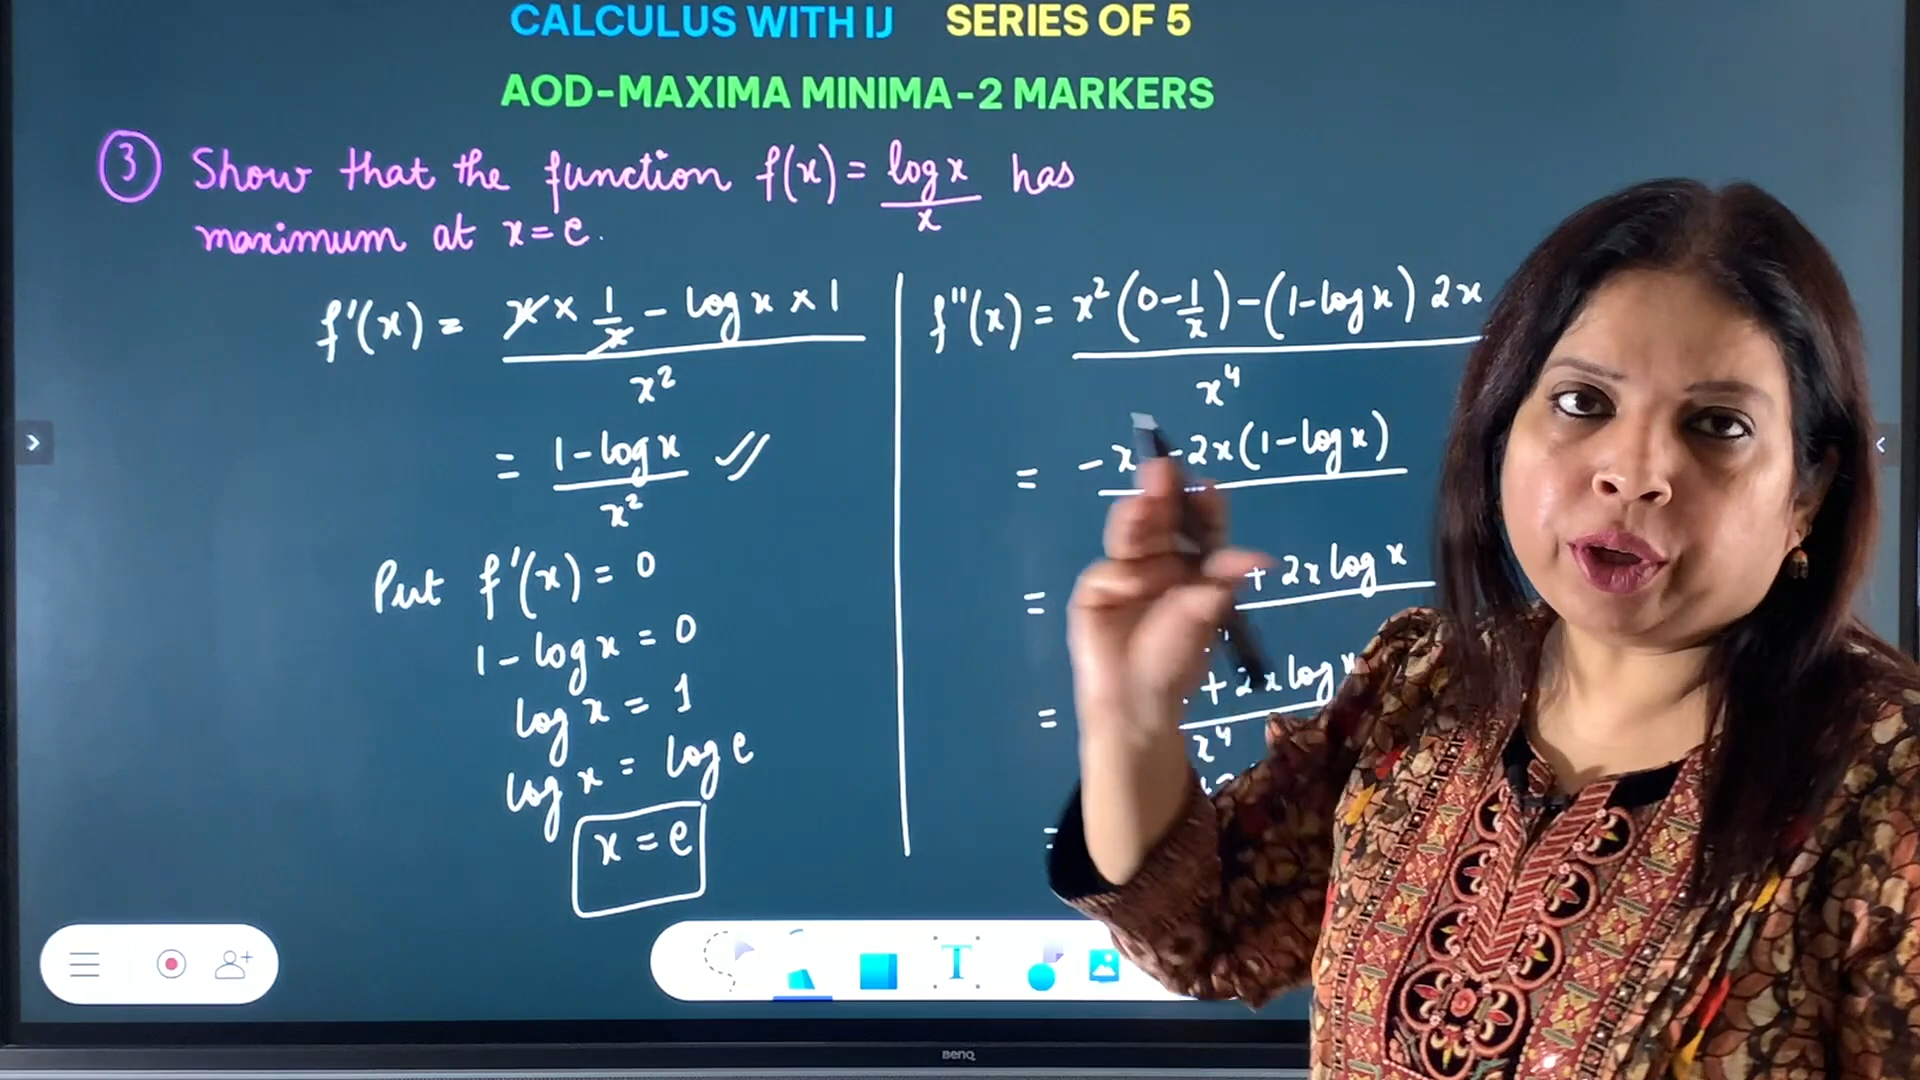 CALCULUS WITH IJ SERIES OF 5
AOD-MAXIMA MINIMA-2 MARKERS
3 Show that the function f(x) = log x / x has
maximum at x = e.
f'(x) = x × 1/x - log x × 1 / x²
= 1 - log x / x²
Put f'(x) = 0
1 - log x = 0
log x = 1
log x = log e
x = e
f''(x) = x² (0 - 1/x) - (1 - log x) 2x / x⁴
= - x - 2x (1 - log x)
= + 2x log x
= + 2x log x / x⁴
=
T
BenQ